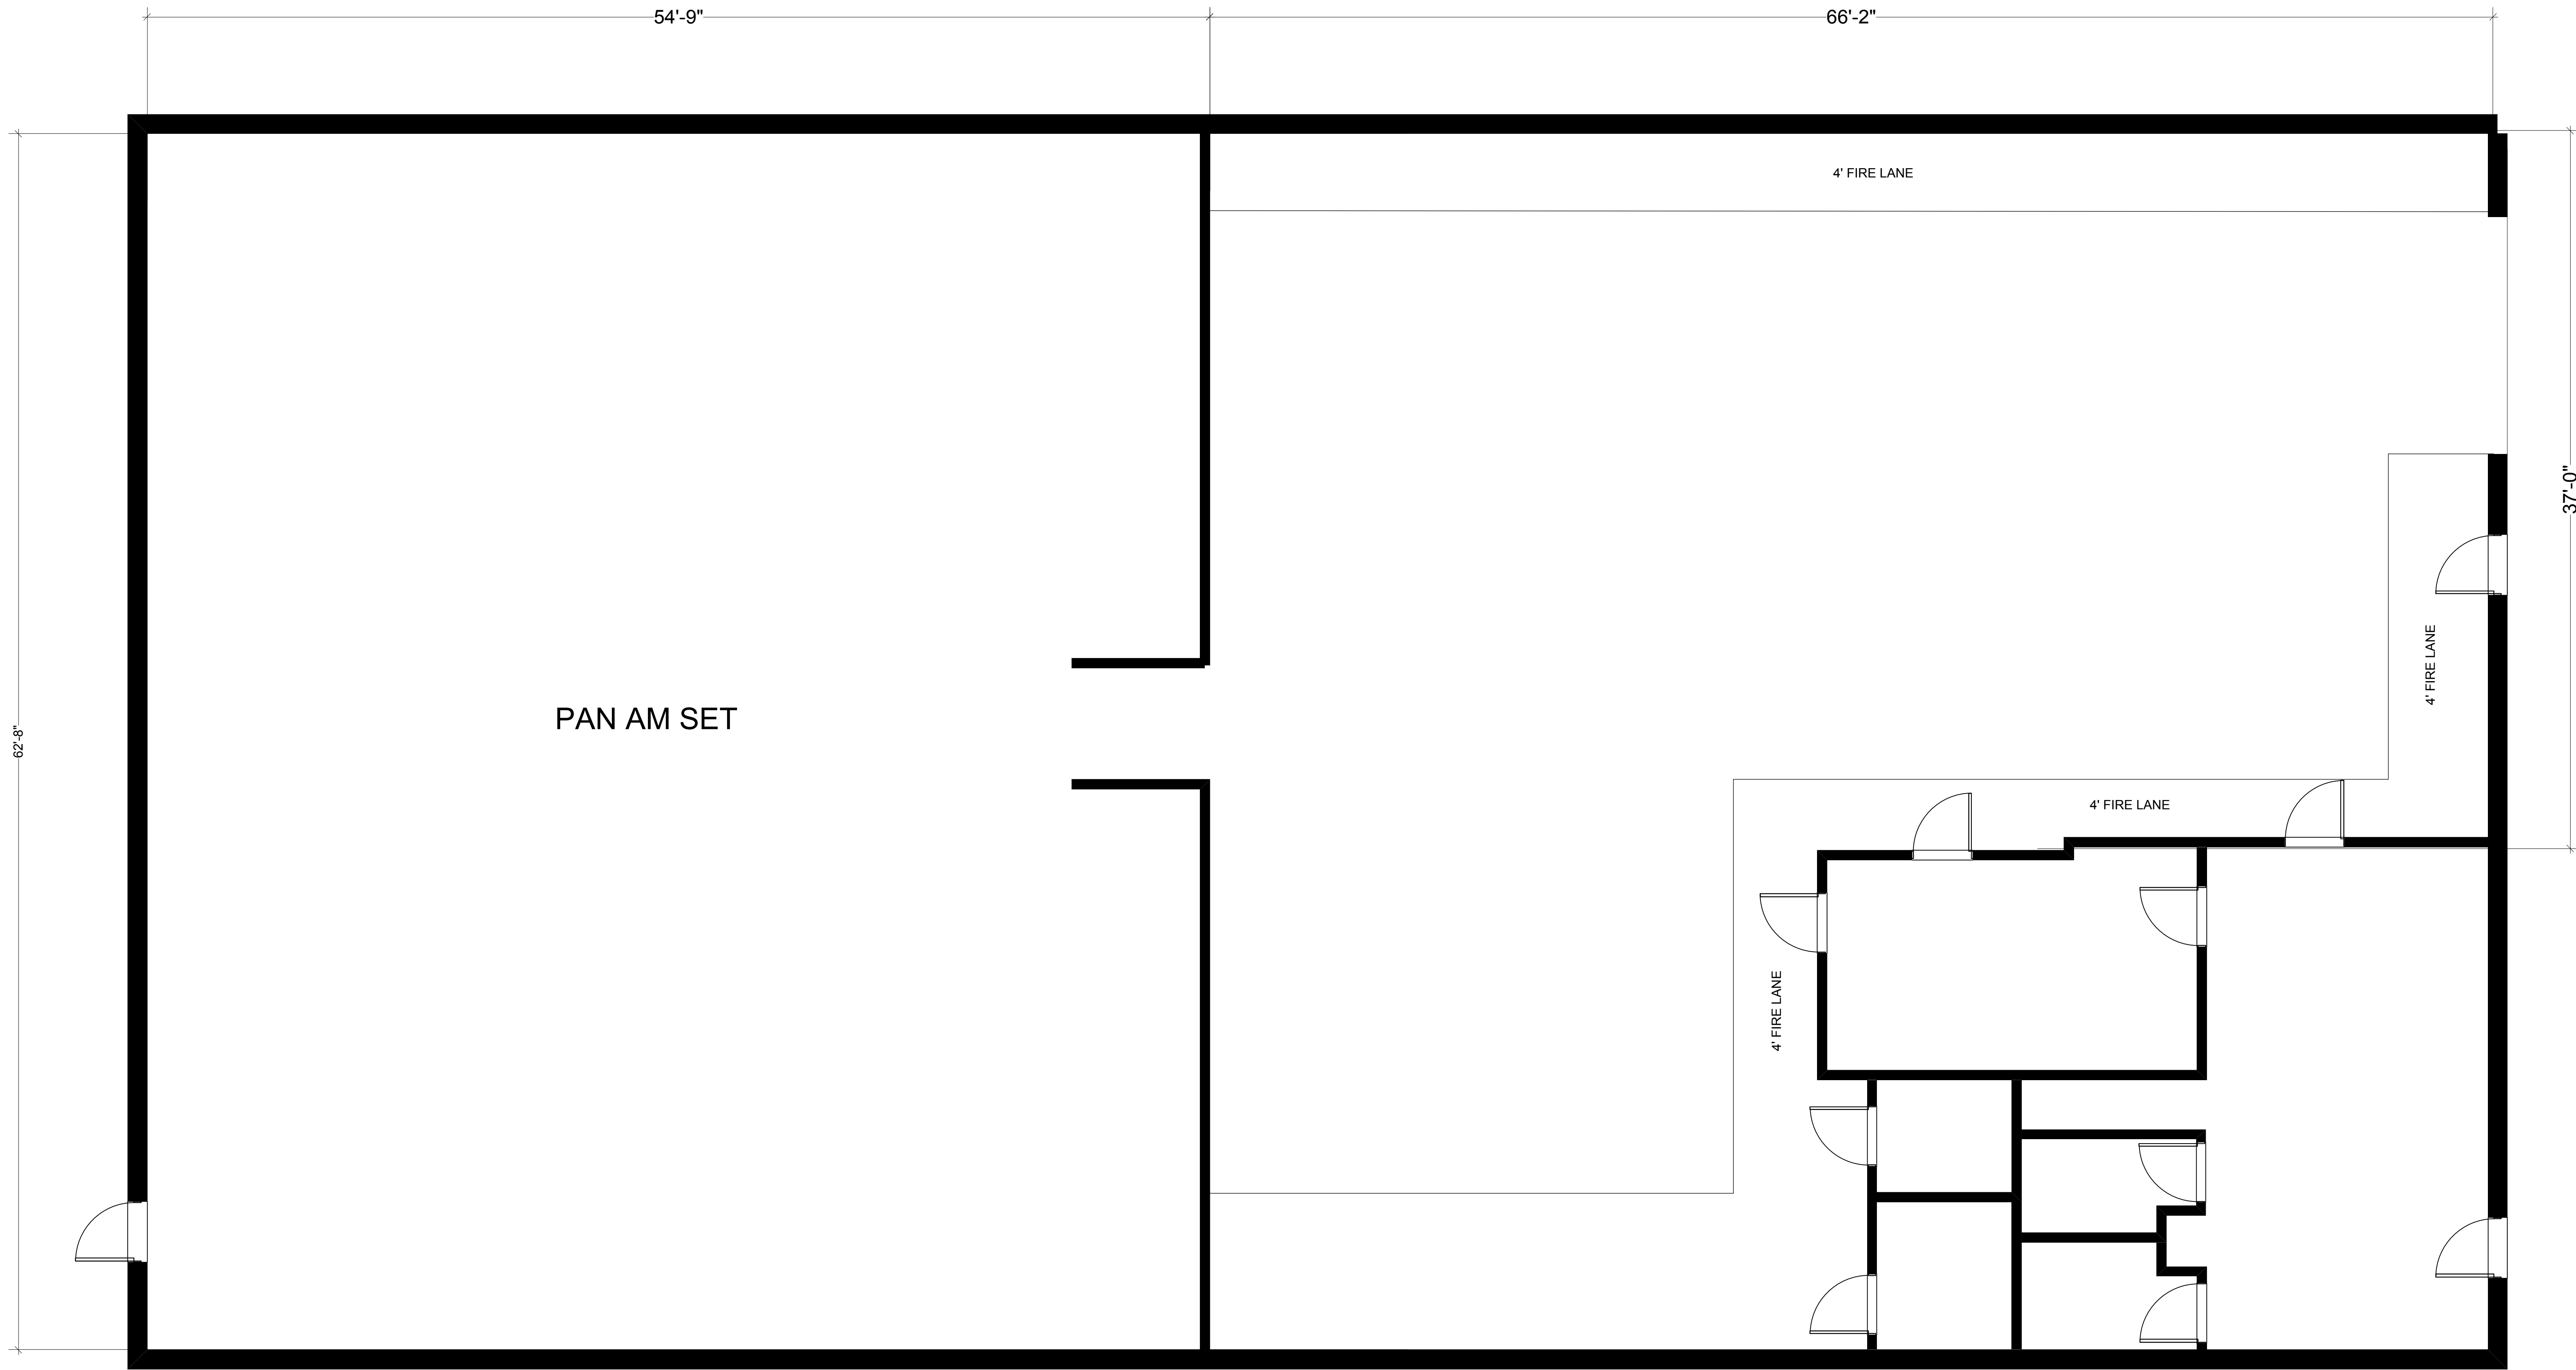 54'-9"
66'-2"
4' FIRE LANE
37'-0"
4' FIRE LANE
PAN AM SET
62'-8"
4' FIRE LANE
4' FIRE LANE